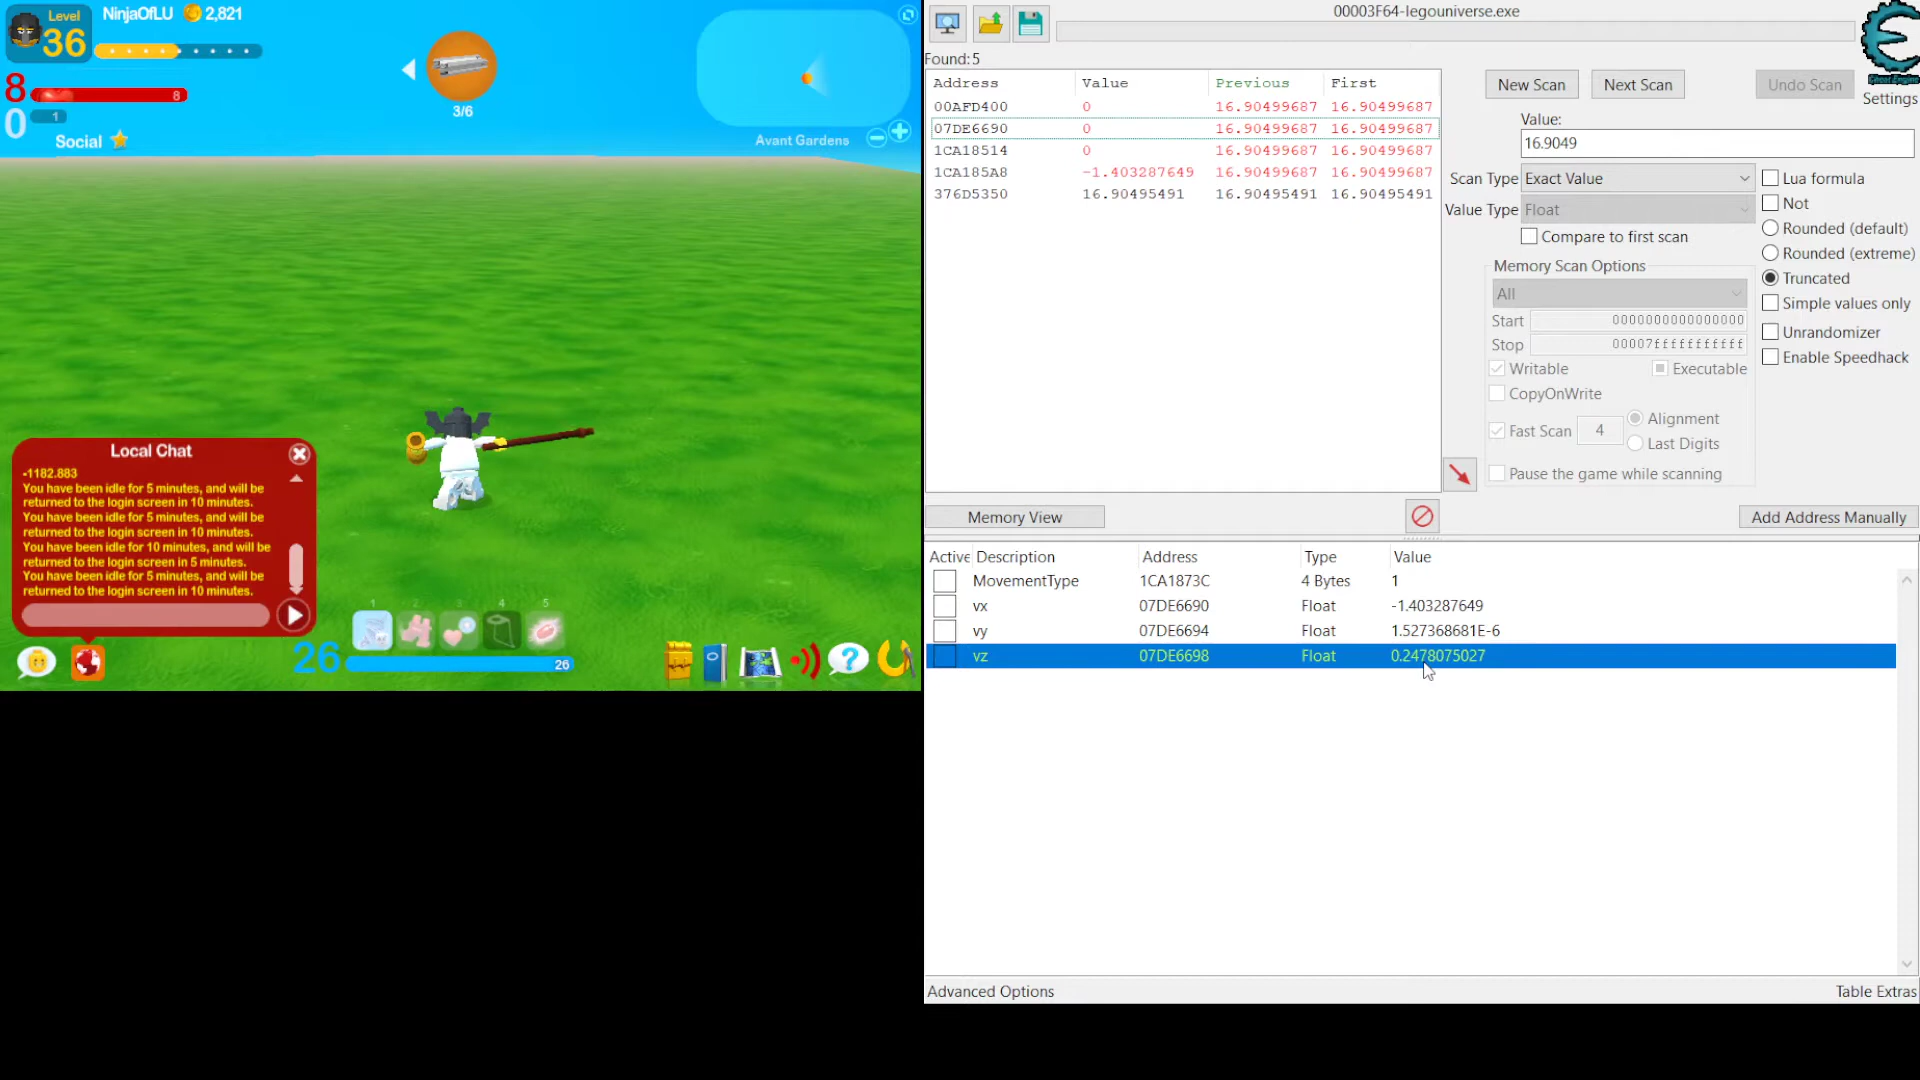 Level
36
NinjaOfLU
2,821
8
8
0
1
Social
3/6
Avant Gardens
Local Chat
-1182.883
You have been idle for 5 minutes, and will be
returned to the login screen in 10 minutes.
You have been idle for 5 minutes, and will be
returned to the login screen in 10 minutes.
You have been idle for 10 minutes, and will be
returned to the login screen in 5 minutes.
You have been idle for 5 minutes, and will be
returned to the login screen in 10 minutes.
1 2 3 4 5
26
26
00003F64-legouniverse.exe
Found:5
Address Value Previous First
00AFD400 0 16.90499687 16.90499687
07DE6690 0 16.90499687 16.90499687
1CA18514 0 16.90499687 16.90499687
1CA185A8 -1.403287649 16.90499687 16.90499687
376D5350 16.90495491 16.90495491 16.90495491
New Scan Next Scan Undo Scan
Cheat Engine
Settings
Value:
16.9049
Scan Type Exact Value
Value Type Float
Compare to first scan
Lua formula
Not
Rounded (default)
Rounded (extreme)
Truncated
Simple values only
Unrandomizer
Enable Speedhack
Memory Scan Options
All
Start 0000000000000000
Stop 00007fffffffffff
Writable Executable
CopyOnWrite
Fast Scan 4 Alignment
Last Digits
Pause the game while scanning
Memory View Add Address Manually
Active Description Address Type Value
MovementType 1CA1873C 4 Bytes 1
vx 07DE6690 Float -1.403287649
vy 07DE6694 Float 1.527368681E-6
vz 07DE6698 Float 0.2478075027
Advanced Options Table Extras